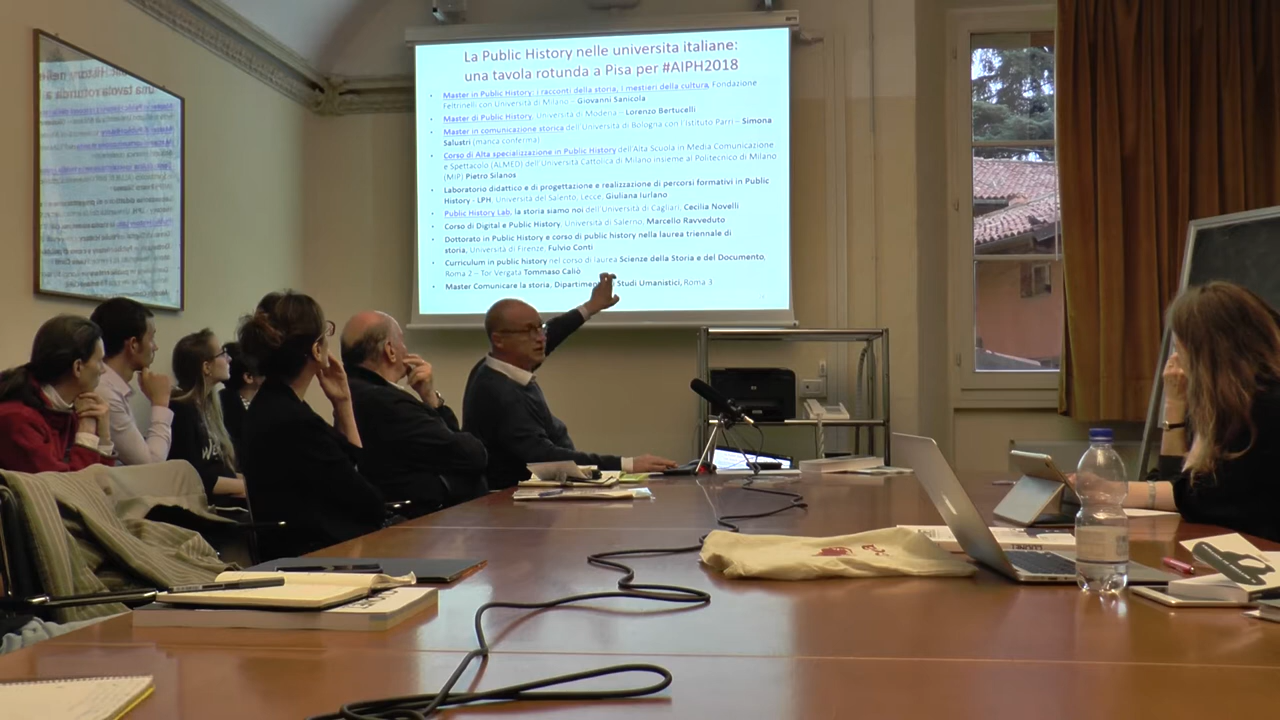 La Public History nelle universita italiane:
una tavola rotunda a Pisa per #AIPH2018
• Master in Public History. I racconti della storia, I mestieri della cultura, Fondazione
Feltrinelli con Università di Milano – Giovanni Sanicola
• Master di Public History. Università di Modena – Lorenzo Bertucelli
• Master in comunicazione storica dell'Università di Bologna con l'Istituto Parri – Simona
Salustri (manca conferma)
• Corso di Alta specializzazione in Public History dell'Alta Scuola in Media Comunicazione
e Spettacolo (ALMED) dell'Università Cattolica di Milano insieme al Politecnico di Milano
(MIP) Pietro Silanos
• Laboratorio didattico e di progettazione e realizzazione di percorsi formativi in Public
History - LPH, Università del Salento, Lecce, Giuliana Iurlano
• Public History Lab, la storia siamo noi dell'Università di Cagliari, Cecilia Novelli
• Corso di Digital e Public History, Università di Salerno, Marcello Ravveduto
• Dottorato in Public History e corso di public history nella laurea triennale di
storia, Università di Firenze, Fulvio Conti
• Curriculum in public history nel corso di laurea Scienze della Storia e del Documento,
Roma 2 – Tor Vergata Tommaso Caliò
• Master Comunicare la storia, Studi Umanistici, Roma 3